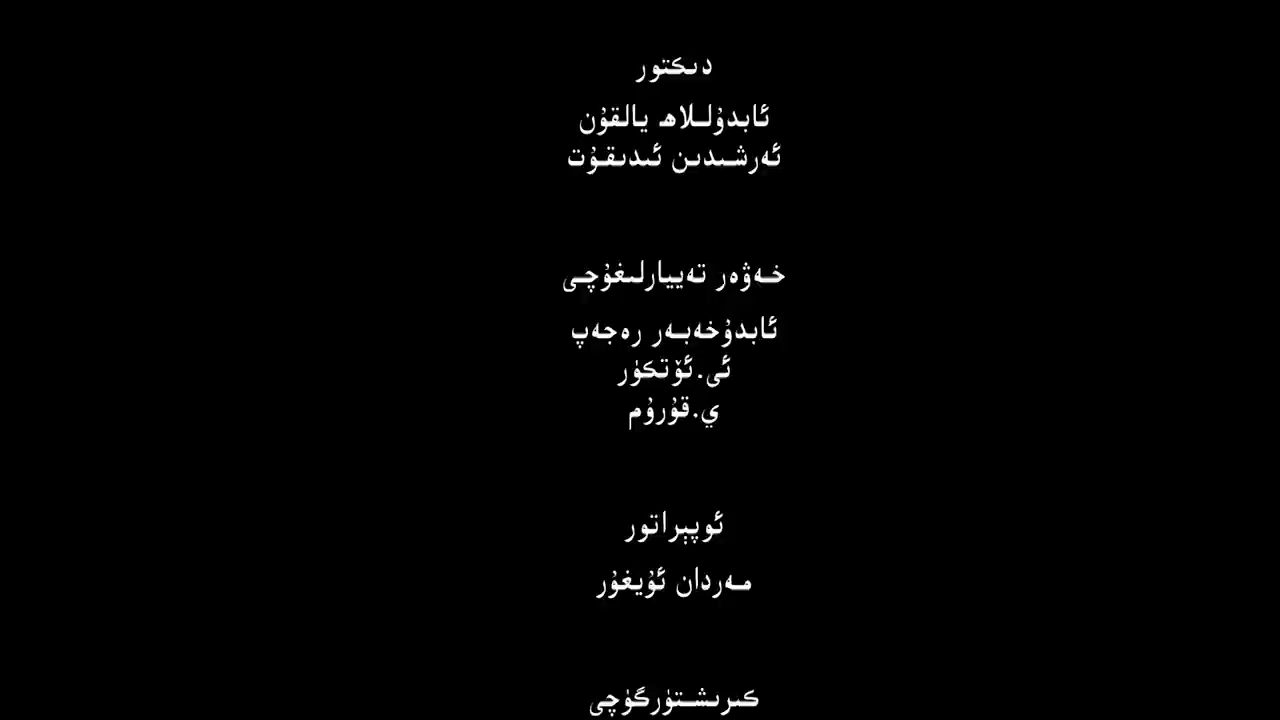 دىكتور
ئابدۇللاھ يالقۇن
ئەرشىدىن ئىدىقۇت
خەۋەر تەييارلىغۇچى
ئابدۇخەبەر رەجەپ
ئى.ئۆتكۈر
ي.قۇرۇم
ئوپېراتور
مەردان ئۇيغۇر
كىرىشتۈرگۈچى